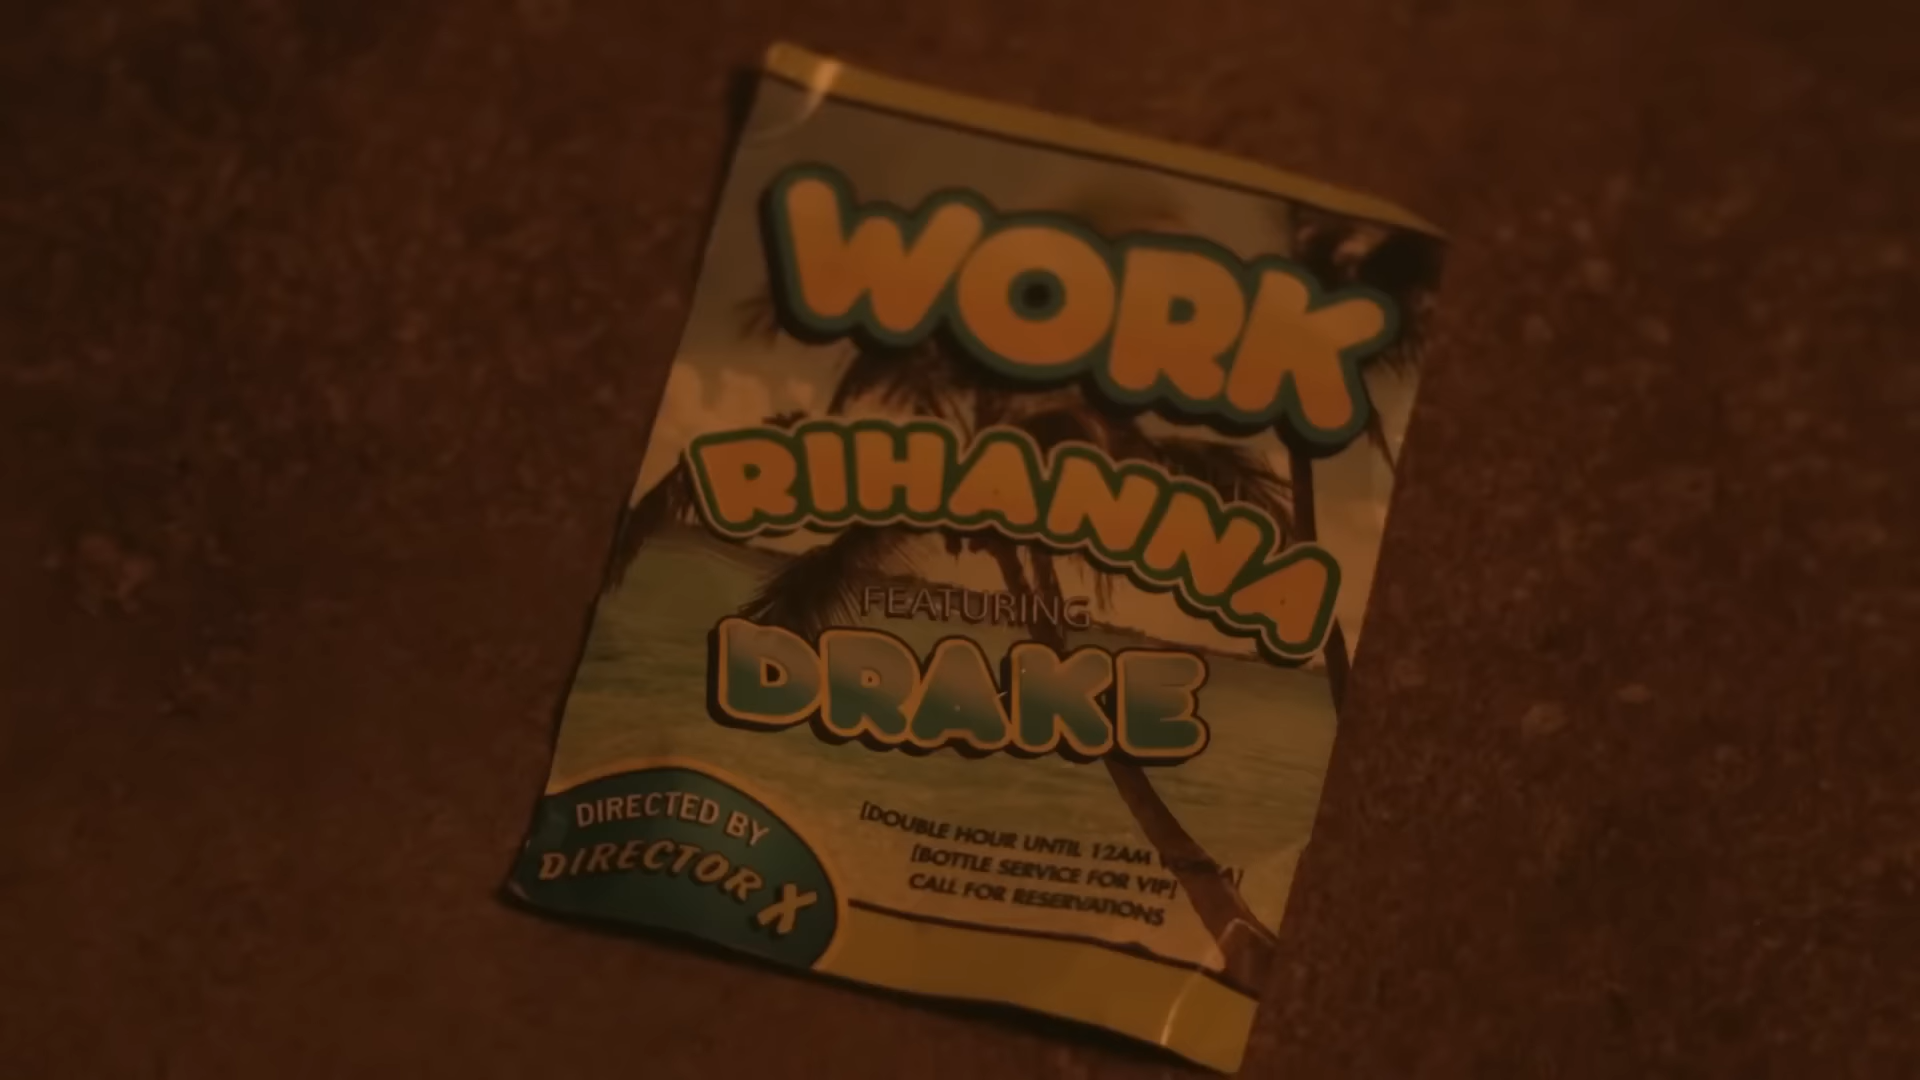 WORK
RIHANNA
FEATURING
DRAKE
DIRECTED BY
DIRECTOR X
[DOUBLE HOUR UNTIL 12AM
[BOTTLE SERVICE FOR VIP]
CALL FOR RESERVATIONS